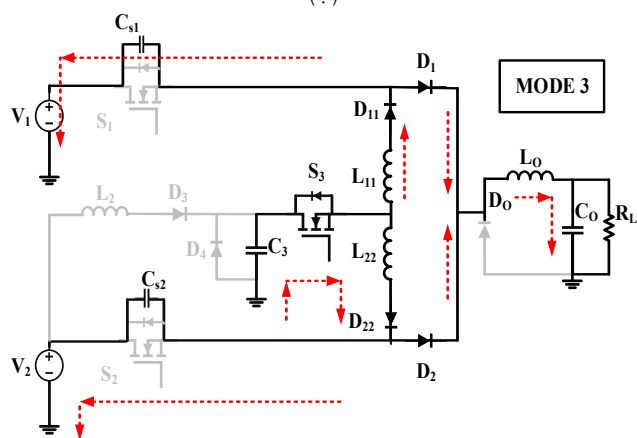 (.)
Cs1
D1
MODE 3
V1
S1
D11
L11
LO
L2
D3
S3
DO
CO
RL
D4
C3
L22
Cs2
D22
V2
S2
D2